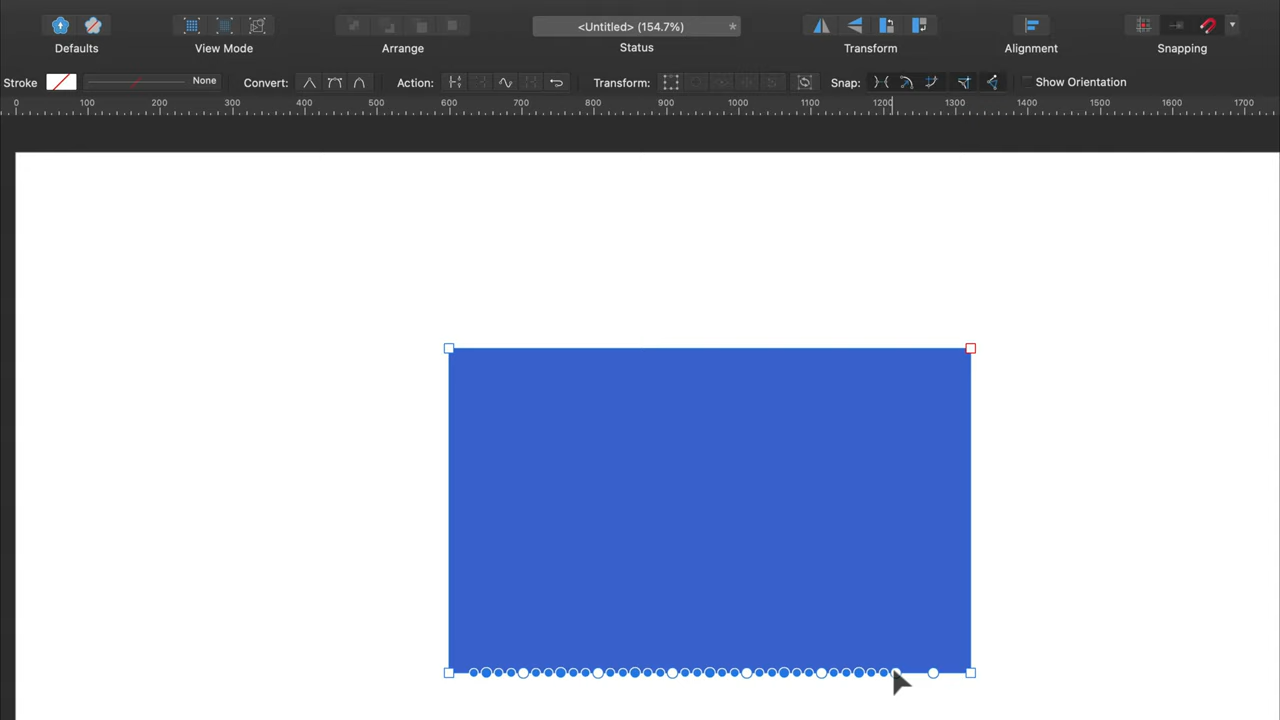 <Untitled> (154.7%)
*
Defaults
View Mode
Arrange
Status
Transform
Alignment
Snapping
Stroke
None
Convert:
Action:
Transform:
Snap:
Show Orientation
0 100 200 300 400 500 600 700 800 900 1000 1100 1200 1300 1400 1500 1600 1700